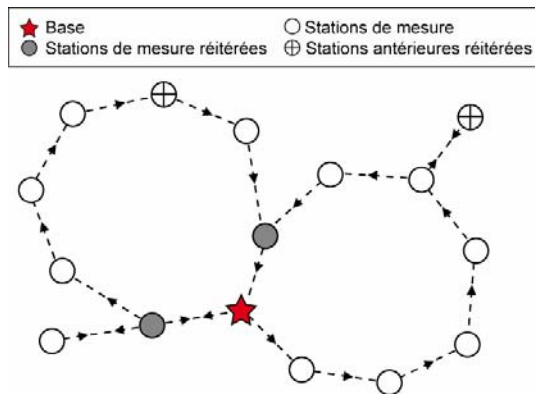 Base
Stations de mesure
Stations de mesure réitérées
Stations antérieures réitérées